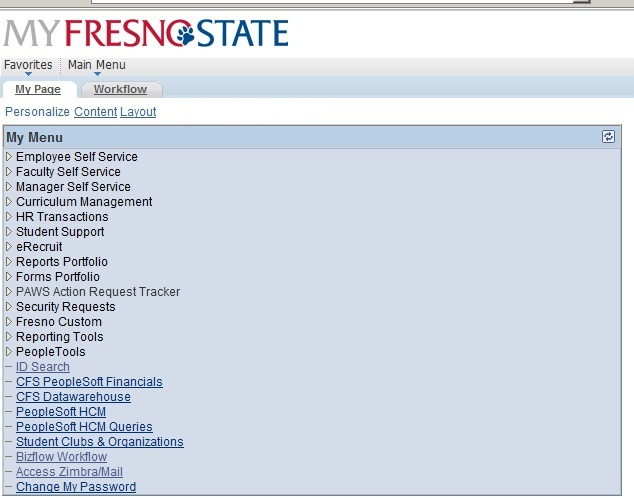 MYFRESNOSTATE
Favorites Main Menu
My Page Workflow
Personalize Content Layout
My Menu
Employee Self Service
Faculty Self Service
Manager Self Service
Curriculum Management
HR Transactions
Student Support
eRecruit
Reports Portfolio
Forms Portfolio
PAWS Action Request Tracker
Security Requests
Fresno Custom
Reporting Tools
PeopleTools
ID Search
CFS PeopleSoft Financials
CFS Datawarehouse
PeopleSoft HCM
PeopleSoft HCM Queries
Student Clubs & Organizations
Bizflow Workflow
Access Zimbra/Mail
Change My Password